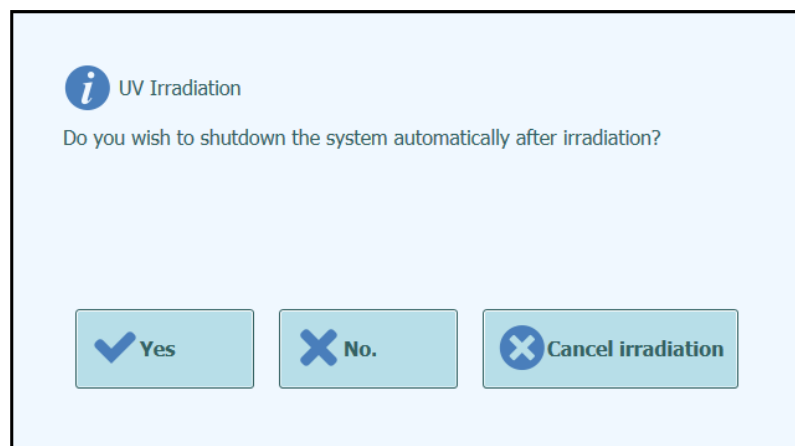 UV Irradiation
Do you wish to shutdown the system automatically after irradiation?
Yes
No.
Cancel irradiation